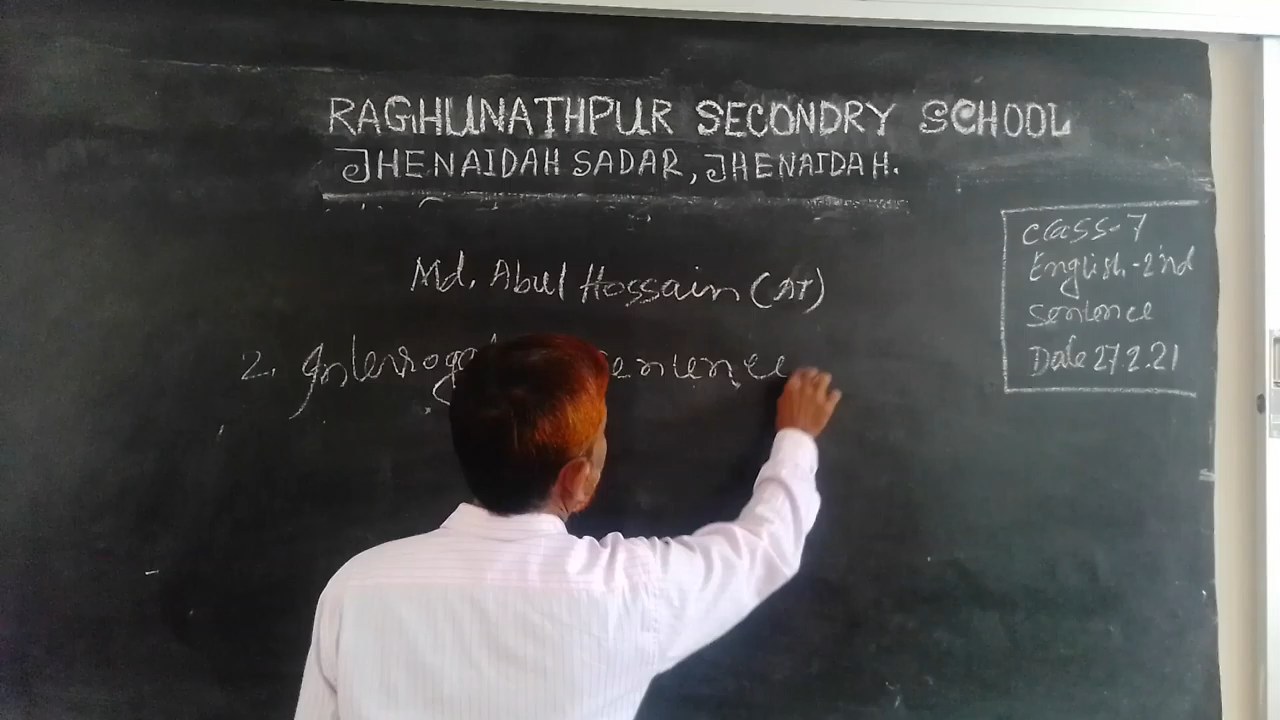 RAGHUNATHPUR SECONDRY SCHOOL
JHENAIDAH SADAR, JHENAIDAH.
Md. Abul Hossain (AT)
2. sentence
class-7
English-2nd
sentence
Date 27.2.21